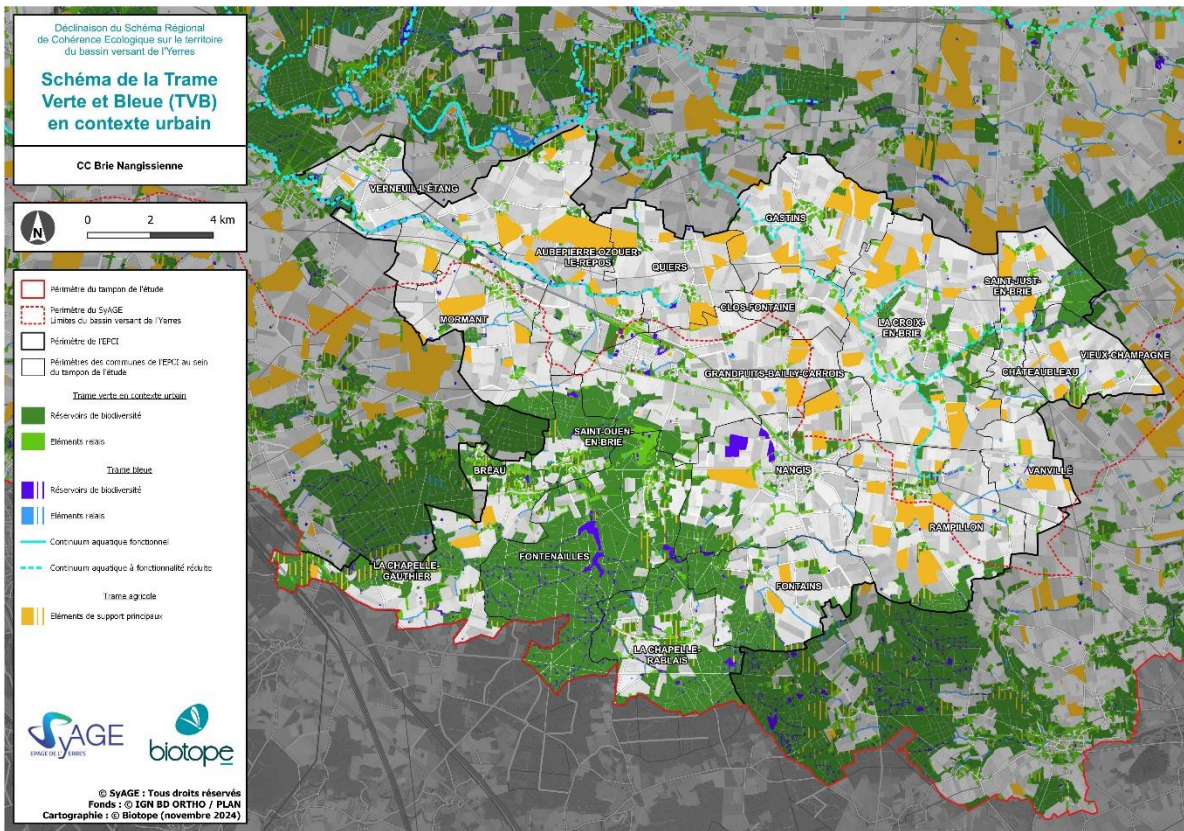 Déclinaison du Schéma Régional
de Cohérence Ecologique sur le territoire
du bassin versant de l'Yerres
Schéma de la Trame
Verte et Bleue (TVB)
en contexte urbain
CC Brie Nangissienne
N
0 2 4 km
Périmètre du tampon de l'étude
Perimètre du SyAGE
Limites du bassin versant de l'Yerres
Périmètre de l'EPCI
Périmètres des communes de l'EPCI au sein
du tampon de l'étude
Trame verte en contexte urbain
Réservoirs de biodiversité
Eléments relais
Trame bleue
Réservoirs de biodiversité
Eléments relais
Continuum aquatique fonctionnel
Continuum aquatique à fonctionnalité réduite
Trame agricole
Eléments de support principaux
SyAGE
EPAGE DE L'YERRES
biotope
© SyAGE : Tous droits réservés
Fonds : © IGN BD ORTHO / PLAN
Cartographie : © Biotope (novembre 2024)
VERNEUIL-L'ÉTANG
GASTINS
AUBEPIERRE-OZOUER-
LE-REPOS
QUIERS
SAINT-JUST-
EN-BRIE
CLOS-FONTAINE
MORMANT
LA CROIX-
EN-BRIE
VIEUX-CHAMPAGNE
CHÂTEAUBLEAU
GRANDPUITS-BAILLY-CARROIS
SAINT-OUEN-
EN-BRIE
BRÉAU
NANGIS
VANVILLÉ
RAMPILLON
FONTENAILLES
LA CHAPELLE-
GAUTHIER
FONTAINS
LA CHAPELLE-
RABLAIS